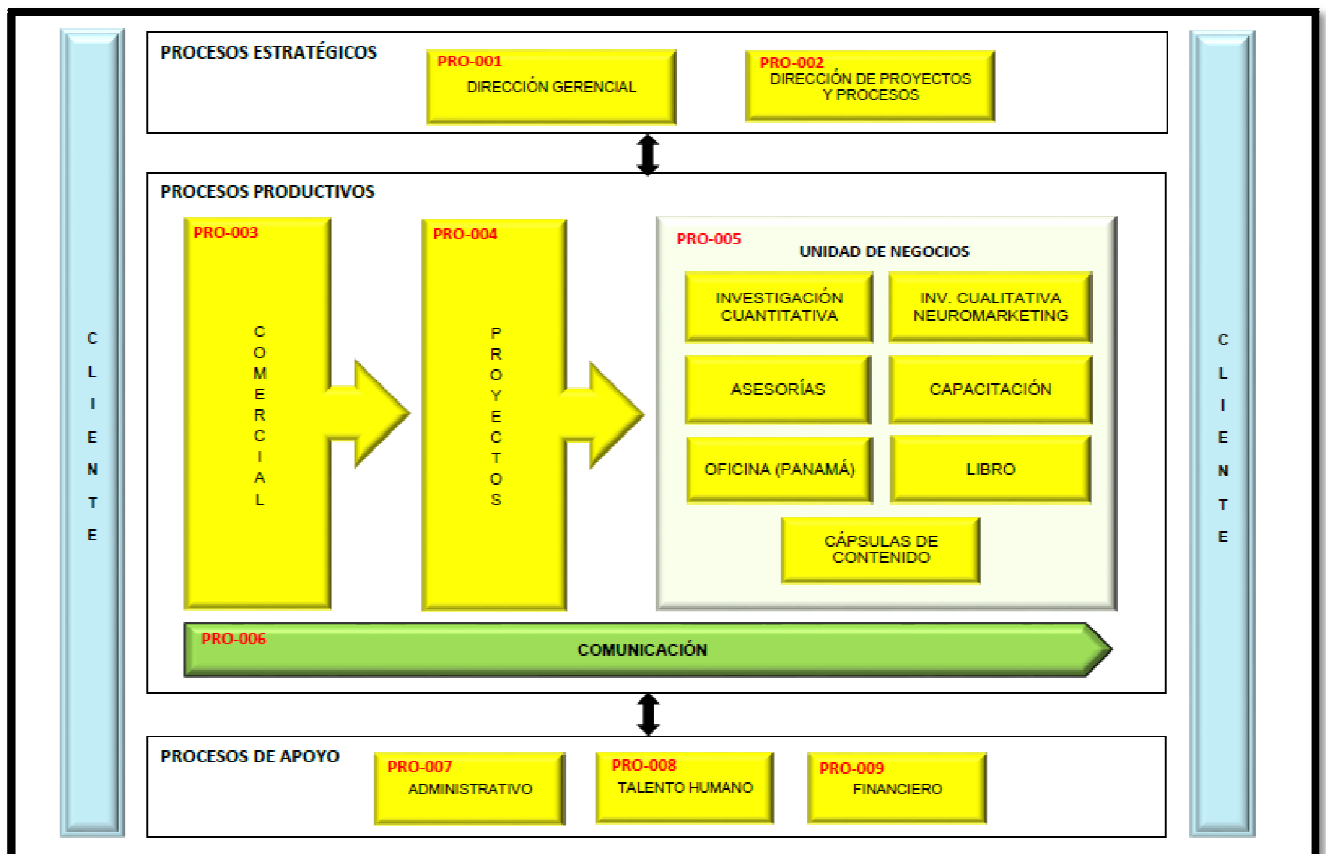 PROCESOS ESTRATÉGICOS
PRO-001
DIRECCIÓN GERENCIAL
PRO-002
DIRECCIÓN DE PROYECTOS
Y PROCESOS
CLIENTE
PROCESOS PRODUCTIVOS
PRO-003
COMERCIAL
PRO-004
PROYECTOS
PRO-005
UNIDAD DE NEGOCIOS
INVESTIGACIÓN
CUANTITATIVA
INV. CUALITATIVA
NEUROMARKETING
ASESORÍAS
CAPACITACIÓN
OFICINA (PANAMÁ)
LIBRO
CÁPSULAS DE
CONTENIDO
PRO-006
COMUNICACIÓN
CLIENTE
PROCESOS DE APOYO
PRO-007
ADMINISTRATIVO
PRO-008
TALENTO HUMANO
PRO-009
FINANCIERO